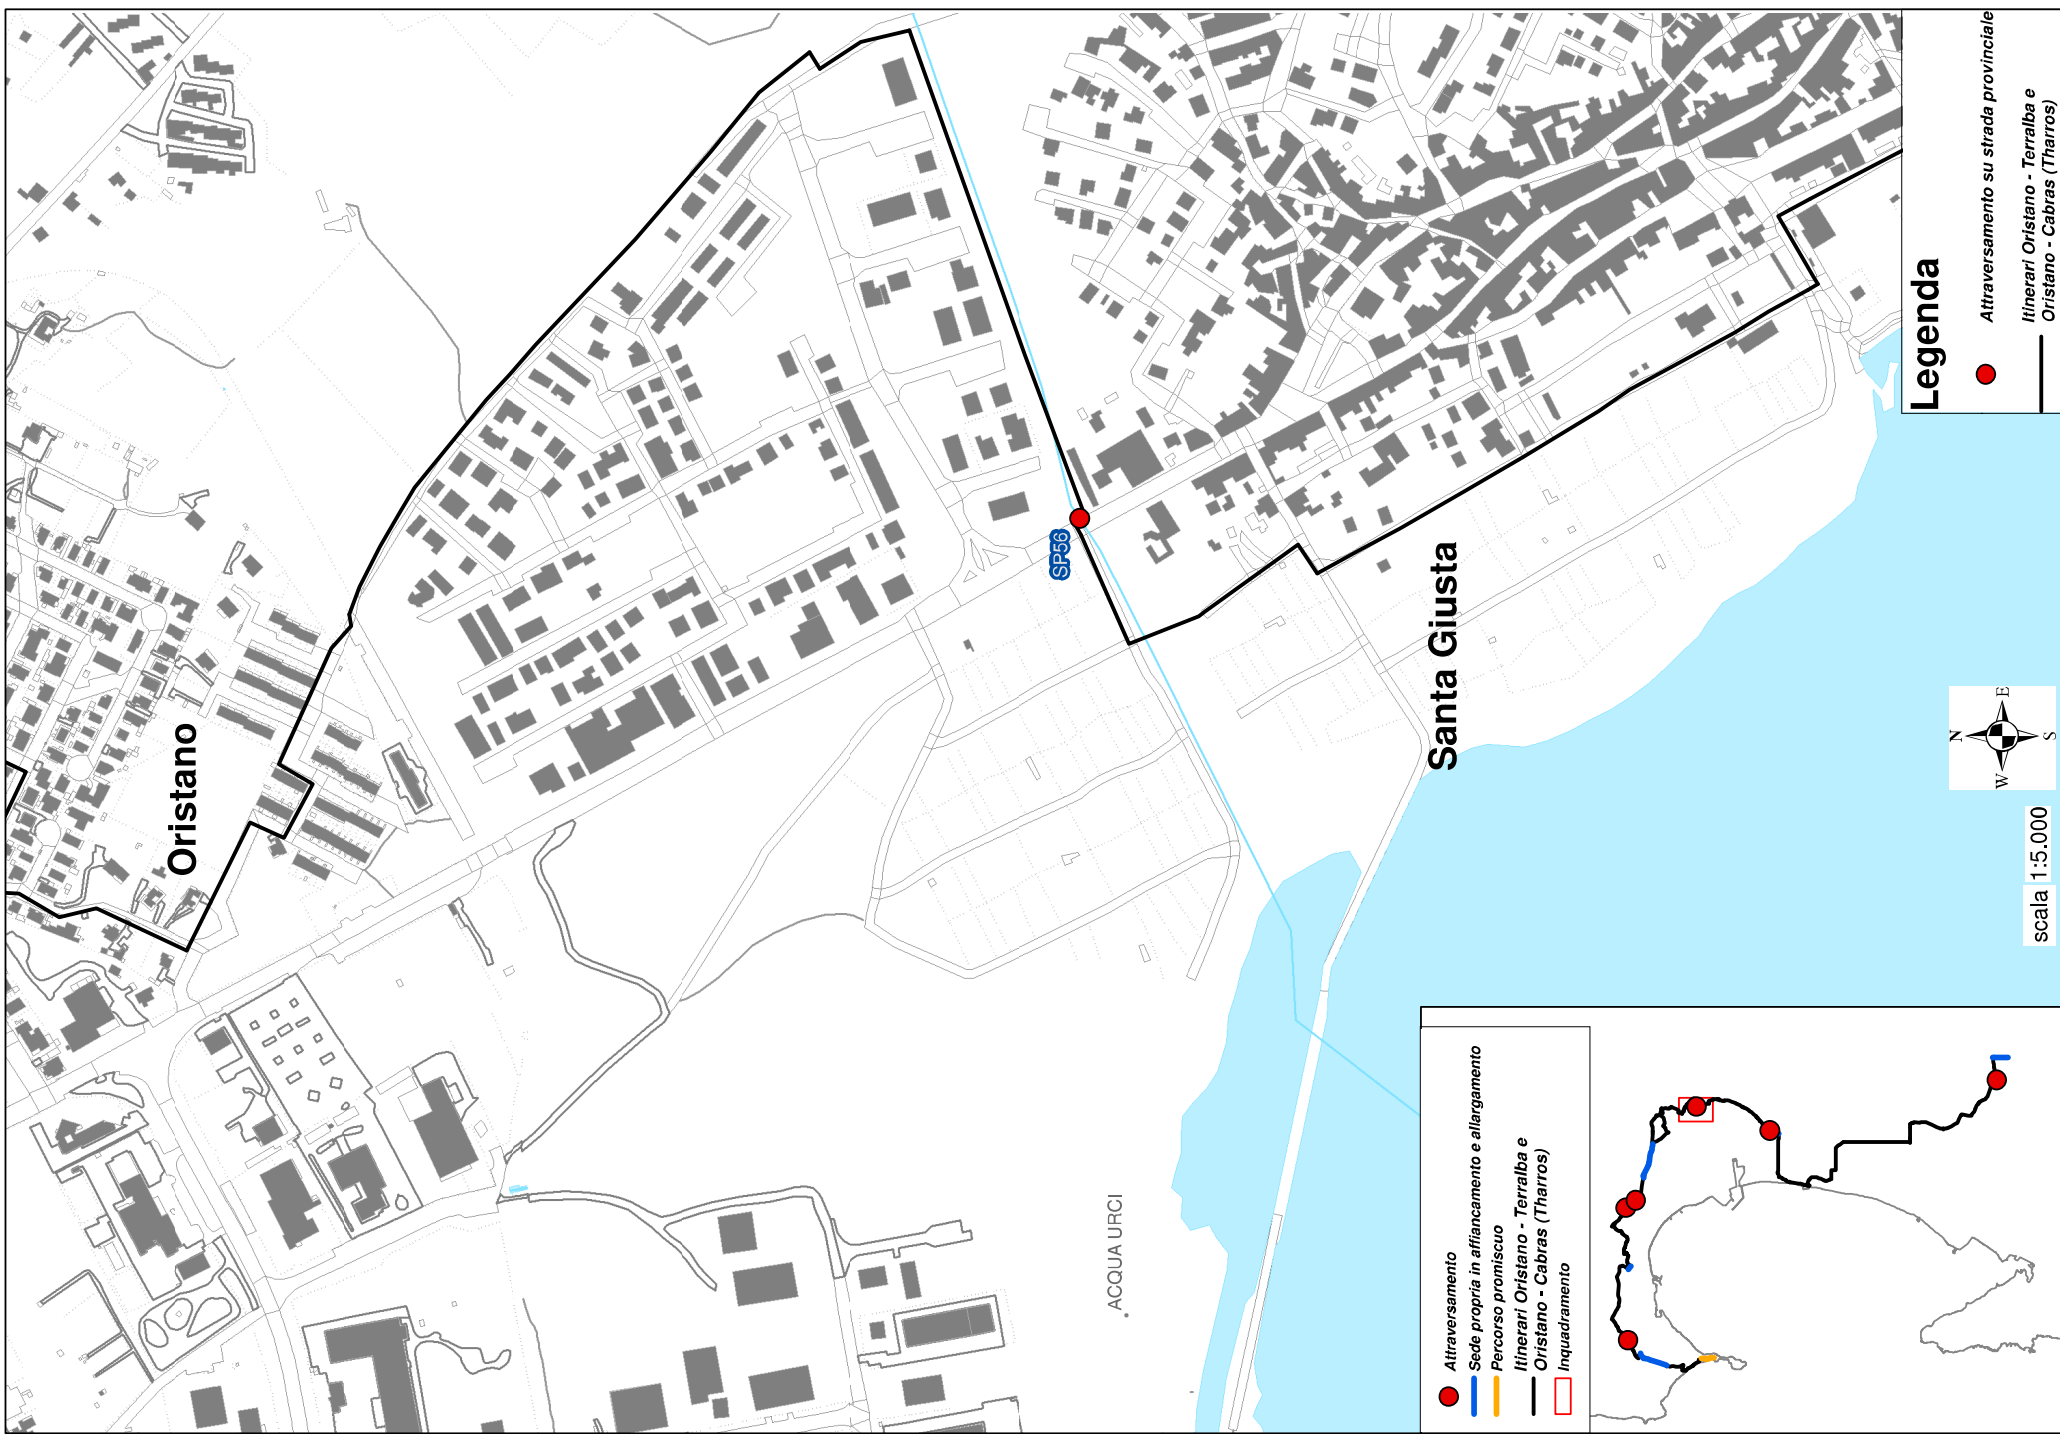 Oristano
SP56
Santa Giusta
ACQUA URCI
Legenda
Attraversamento su strada provinciale
Itinerari Oristano - Terralba e
Oristano - Cabras (Tharros)
N
W
E
S
scala 1:5.000
Attraversamento
Sede propria in affiancamento e allargamento
Percorso promiscuo
Itinerari Oristano - Terralba e
Oristano - Cabras (Tharros)
Inquadramento